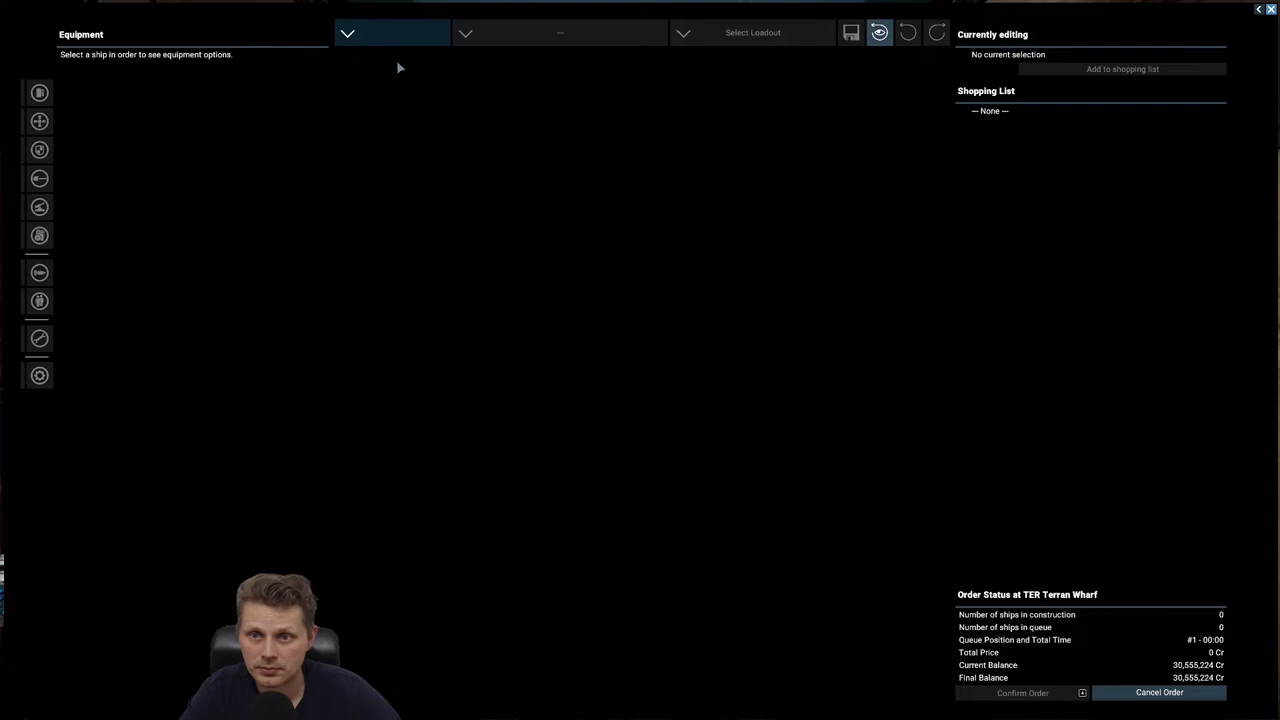 Equipment
Select a ship in order to see equipment options.
---
Select Loadout
Currently editing
No current selection
Add to shopping list
Shopping List
--- None ---
Order Status at TER Terran Wharf
Number of ships in construction 0
Number of ships in queue 0
Queue Position and Total Time #1 - 00:00
Total Price 0 Cr
Current Balance 30,555,224 Cr
Final Balance 30,555,224 Cr
Confirm Order
Cancel Order